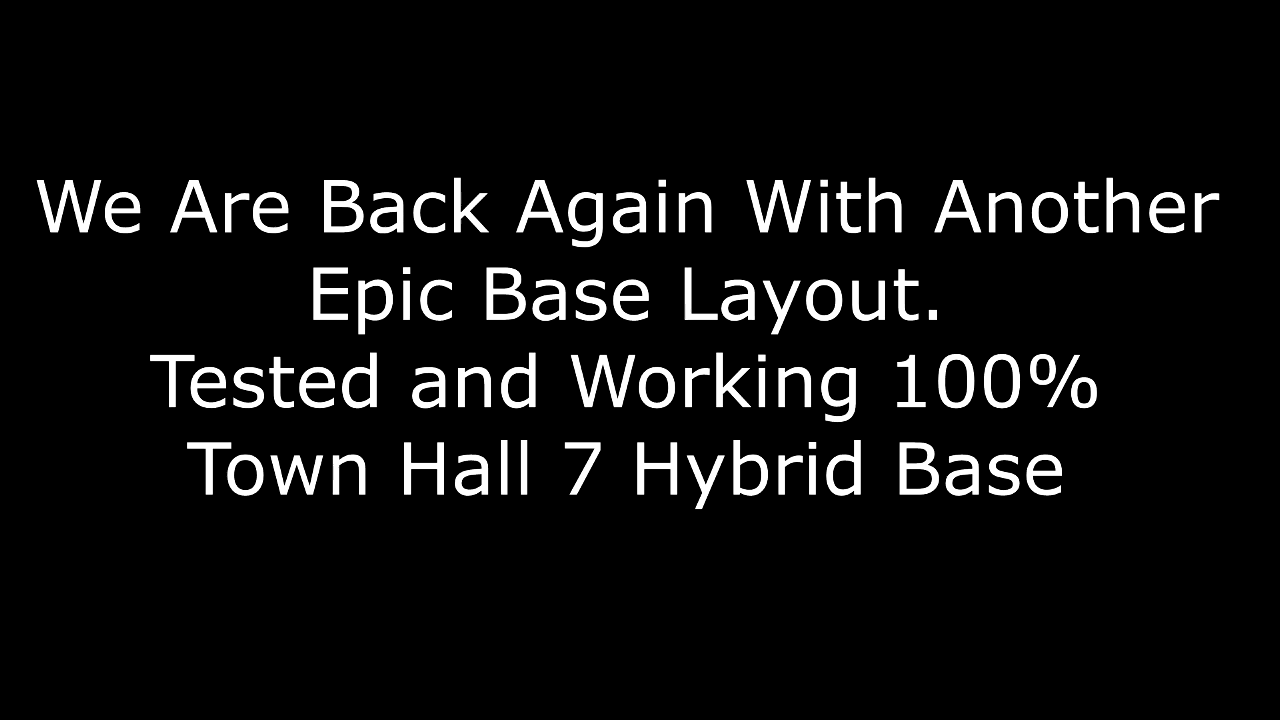 We Are Back Again With Another
Epic Base Layout.
Tested and Working 100%
Town Hall 7 Hybrid Base